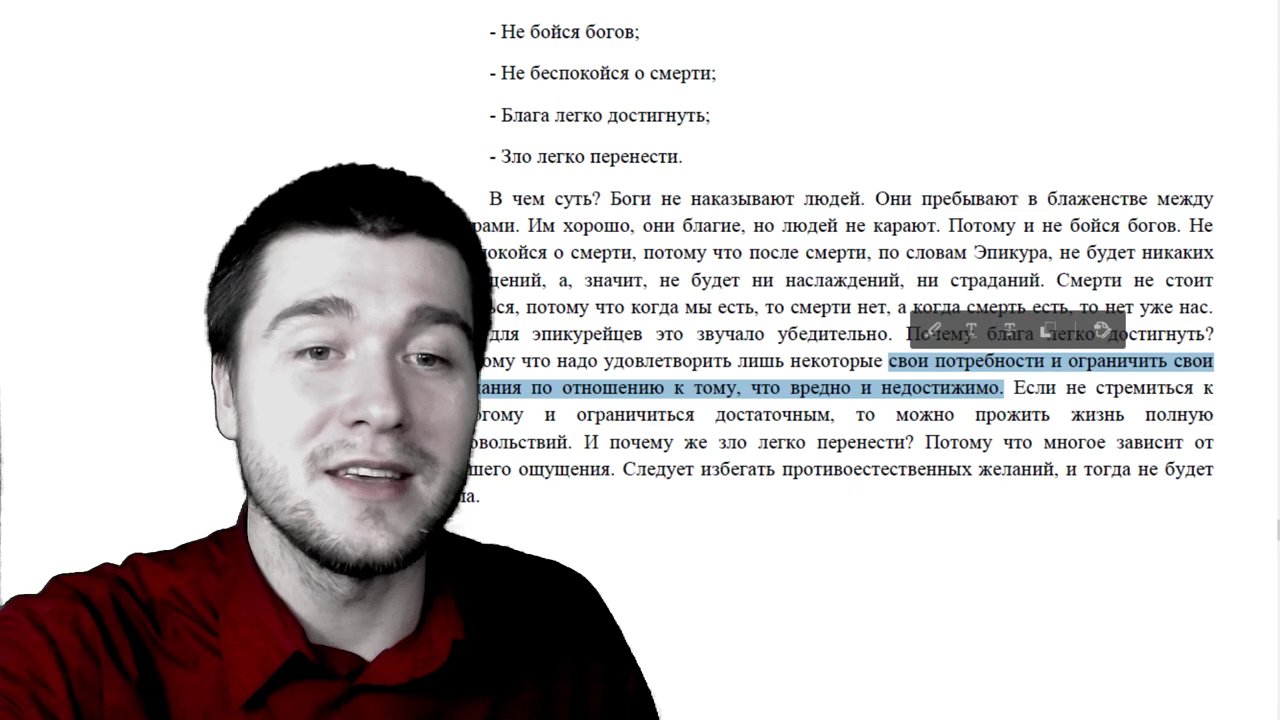 - Не бойся богов;
- Не беспокойся о смерти;
- Блага легко достигнуть;
- Зло легко перенести.
В чем суть? Боги не наказывают людей. Они пребывают в блаженстве между
рами. Им хорошо, они благие, но людей не карают. Потому и не бойся богов. Не
покойся о смерти, потому что после смерти, по словам Эпикура, не будет никаких
дений, а, значит, не будет ни наслаждений, ни страданий. Смерти не стоит
ься, потому что когда мы есть, то смерти нет, а когда смерть есть, то нет уже нас.
для эпикурейцев это звучало убедительно. Почему блага легко достигнуть?
ому что надо удовлетворить лишь некоторые свои потребности и ограничить свои
лания по отношению к тому, что вредно и недостижимо. Если не стремиться к
огому и ограничиться достаточным, то можно прожить жизнь полную
овольствий. И почему же зло легко перенести? Потому что многое зависит от
шего ощущения. Следует избегать противоестественных желаний, и тогда не будет
ла.